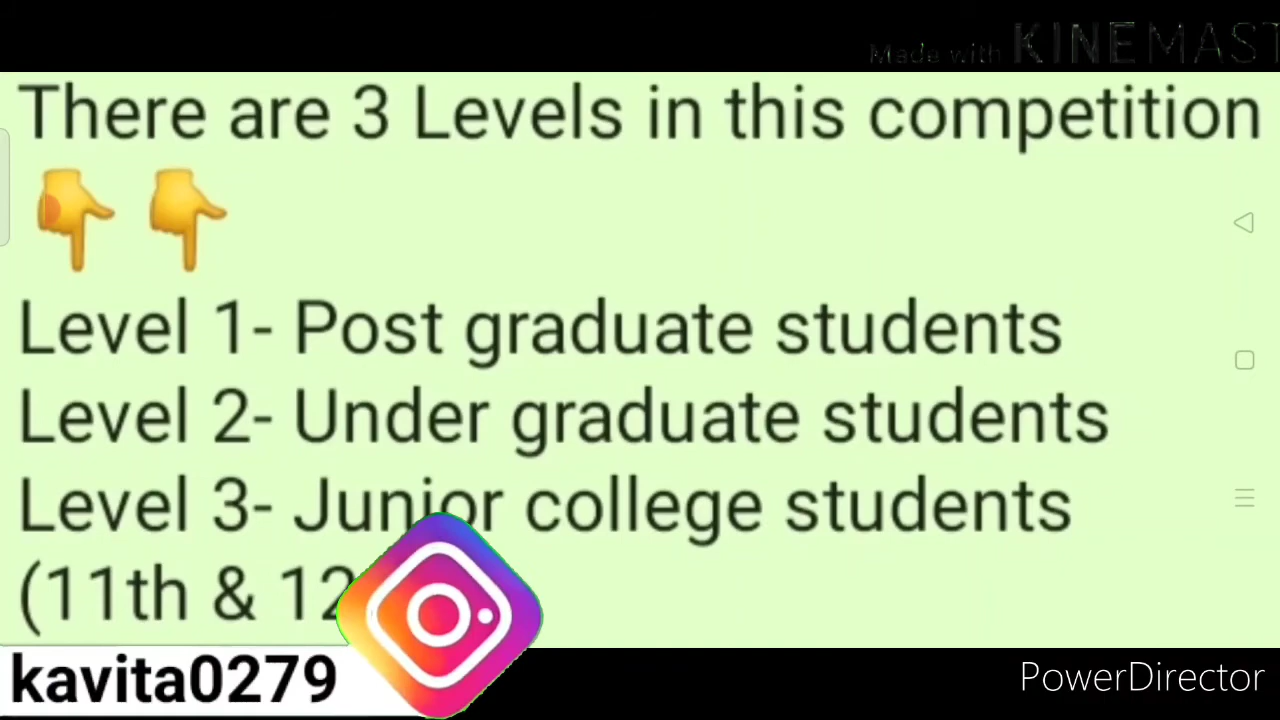 Made with KINEMAST
There are 3 Levels in this competition
👇 👇
Level 1- Post graduate students
Level 2- Under graduate students
Level 3- Junior college students
(11th & 12
kavita0279
PowerDirector